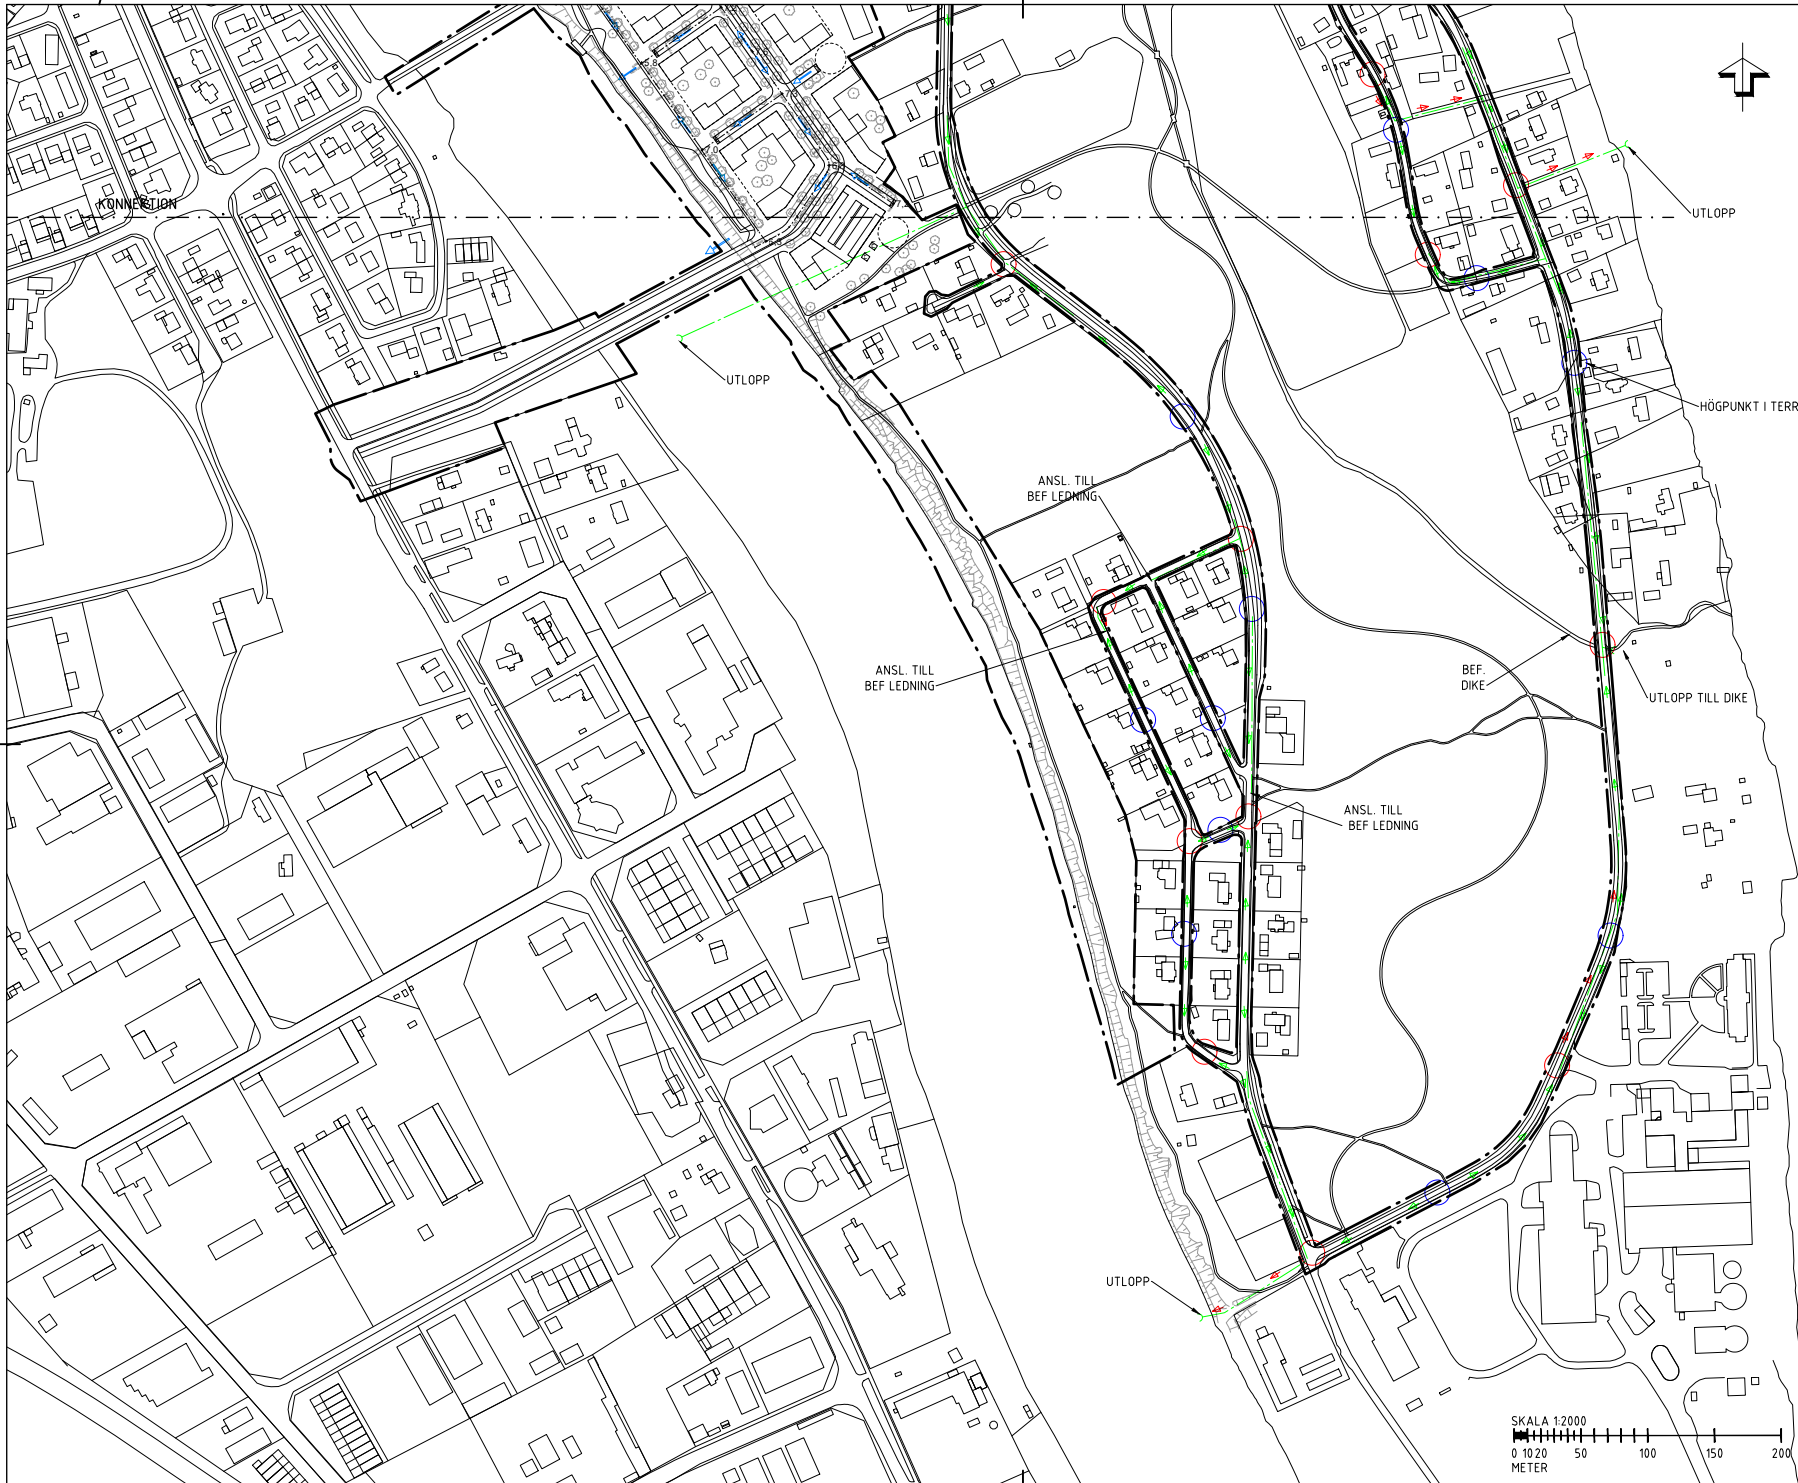 KONNEKTION
UTLOPP
UTLOPP
HÖGPUNKT I TERR
ANSL. TILL
BEF LEDNING
ANSL. TILL
BEF LEDNING
BEF.
DIKE
UTLOPP TILL DIKE
ANSL. TILL
BEF LEDNING
UTLOPP
SKALA 1:2000
0 10 20 50 100 150 200
METER